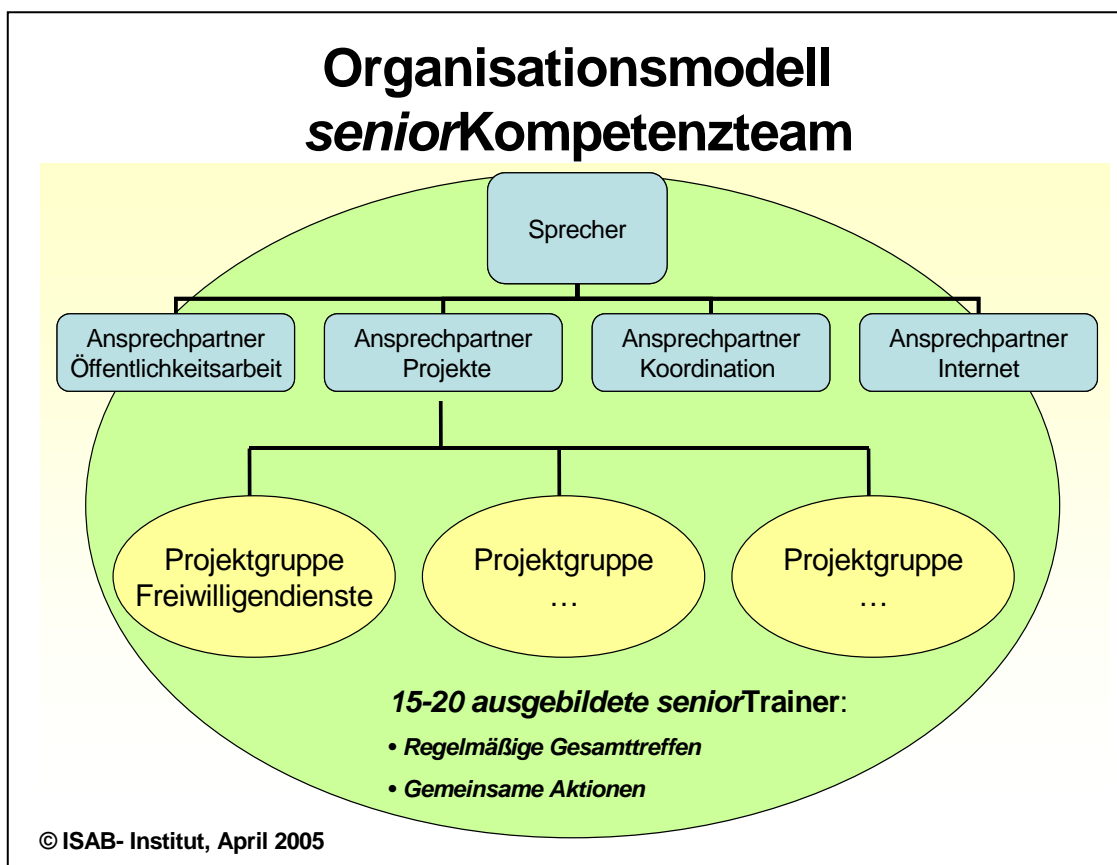 Organisationsmodell
seniorKompetenzteam
Sprecher
Ansprechpartner
Öffentlichkeitsarbeit
Ansprechpartner
Projekte
Ansprechpartner
Koordination
Ansprechpartner
Internet
Projektgruppe
Freiwilligendienste
Projektgruppe
…
Projektgruppe
…
15-20 ausgebildete seniorTrainer:
• Regelmäßige Gesamttreffen
• Gemeinsame Aktionen
© ISAB- Institut, April 2005